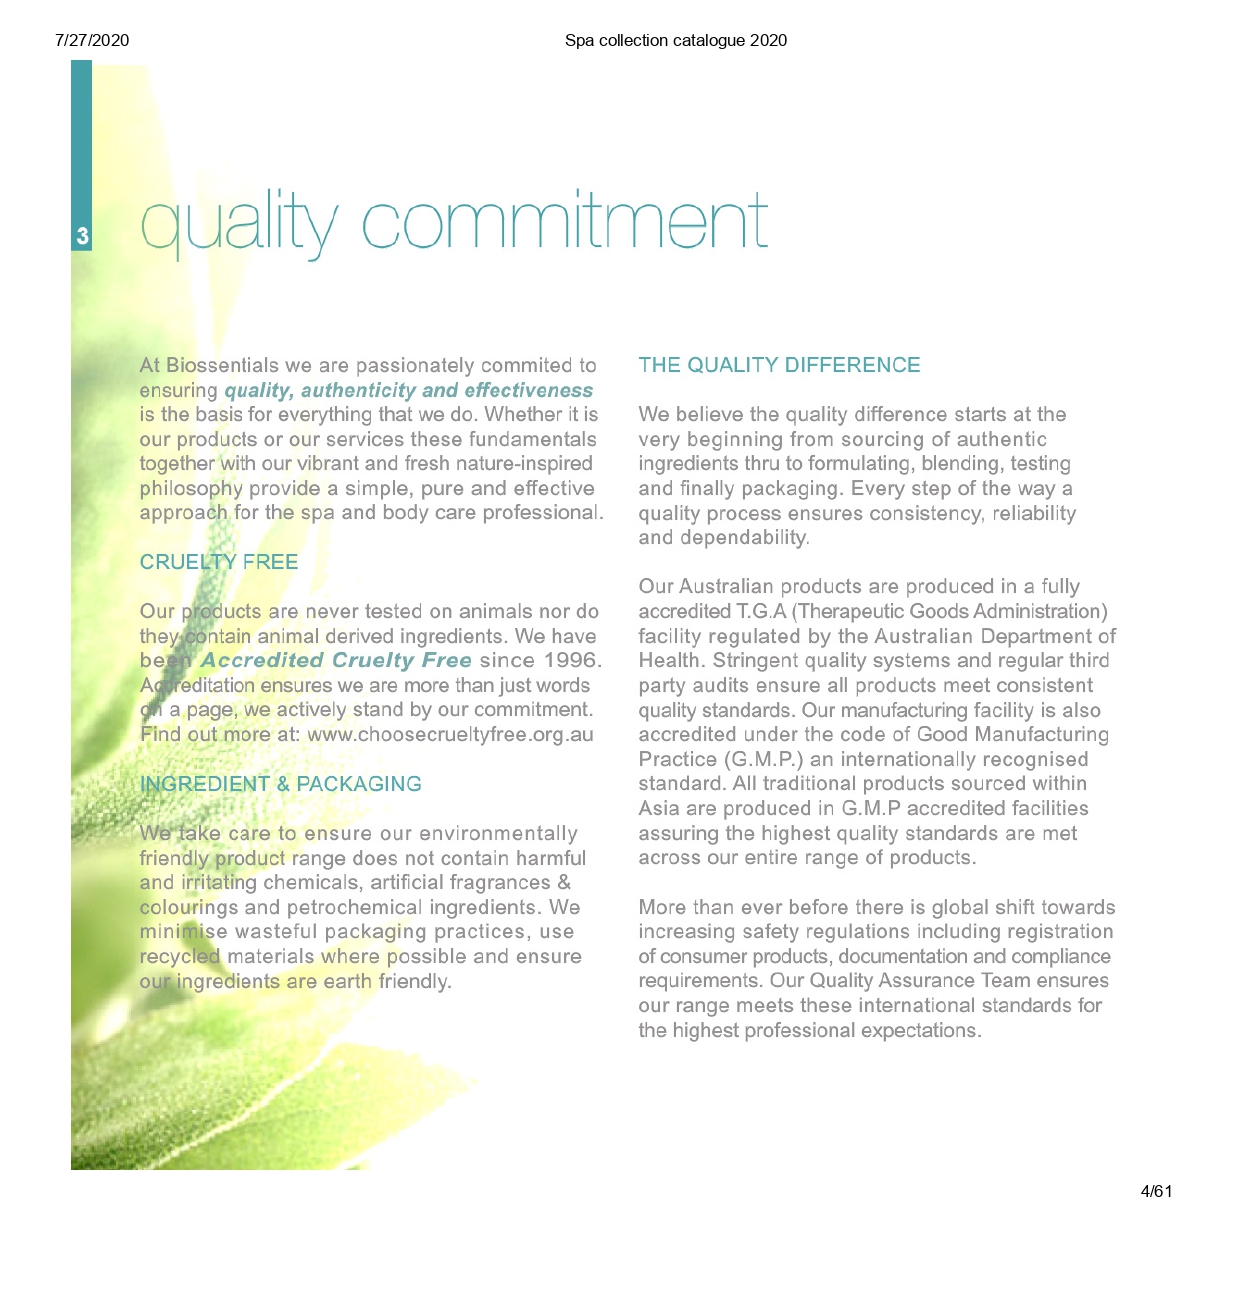 7/27/2020
Spa collection catalogue 2020
3
quality commitment
At Biossentials we are passionately commited to
ensuring quality, authenticity and effectiveness
is the basis for everything that we do. Whether it is
our products or our services these fundamentals
together with our vibrant and fresh nature-inspired
philosophy provide a simple, pure and effective
approach for the spa and body care professional.
CRUELTY FREE
Our products are never tested on animals nor do
they contain animal derived ingredients. We have
been Accredited Cruelty Free since 1996.
Accreditation ensures we are more than just words
on a page, we actively stand by our commitment.
Find out more at: www.choosecrueltyfree.org.au
INGREDIENT & PACKAGING
We take care to ensure our environmentally
friendly product range does not contain harmful
and irritating chemicals, artificial fragrances &
colourings and petrochemical ingredients. We
minimise wasteful packaging practices, use
recycled materials where possible and ensure
our ingredients are earth friendly.
THE QUALITY DIFFERENCE
We believe the quality difference starts at the
very beginning from sourcing of authentic
ingredients thru to formulating, blending, testing
and finally packaging. Every step of the way a
quality process ensures consistency, reliability
and dependability.
Our Australian products are produced in a fully
accredited T.G.A (Therapeutic Goods Administration)
facility regulated by the Australian Department of
Health. Stringent quality systems and regular third
party audits ensure all products meet consistent
quality standards. Our manufacturing facility is also
accredited under the code of Good Manufacturing
Practice (G.M.P.) an internationally recognised
standard. All traditional products sourced within
Asia are produced in G.M.P accredited facilities
assuring the highest quality standards are met
across our entire range of products.
More than ever before there is global shift towards
increasing safety regulations including registration
of consumer products, documentation and compliance
requirements. Our Quality Assurance Team ensures
our range meets these international standards for
the highest professional expectations.
4/61